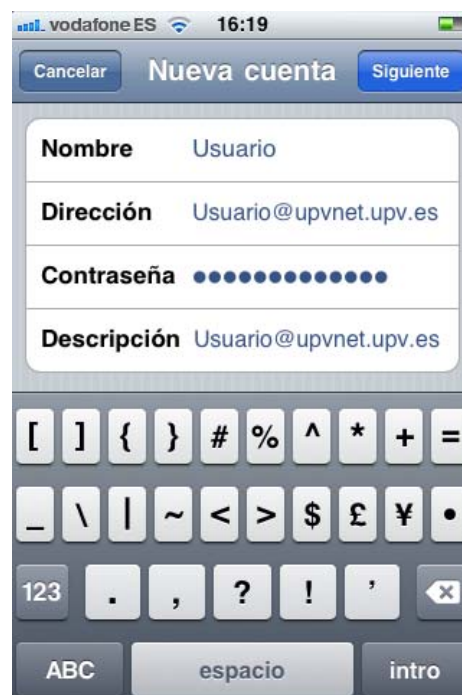 vodafone ES 16:19
Cancelar Nueva cuenta Siguiente
Nombre Usuario
Dirección Usuario@upvnet.upv.es
Contraseña ●●●●●●●●●●●●●
Descripción Usuario@upvnet.upv.es
[ ] { } # % ^ * + =
_ \ | ~ < > $ £ ¥ •
123 . , ? ! ’
ABC espacio intro